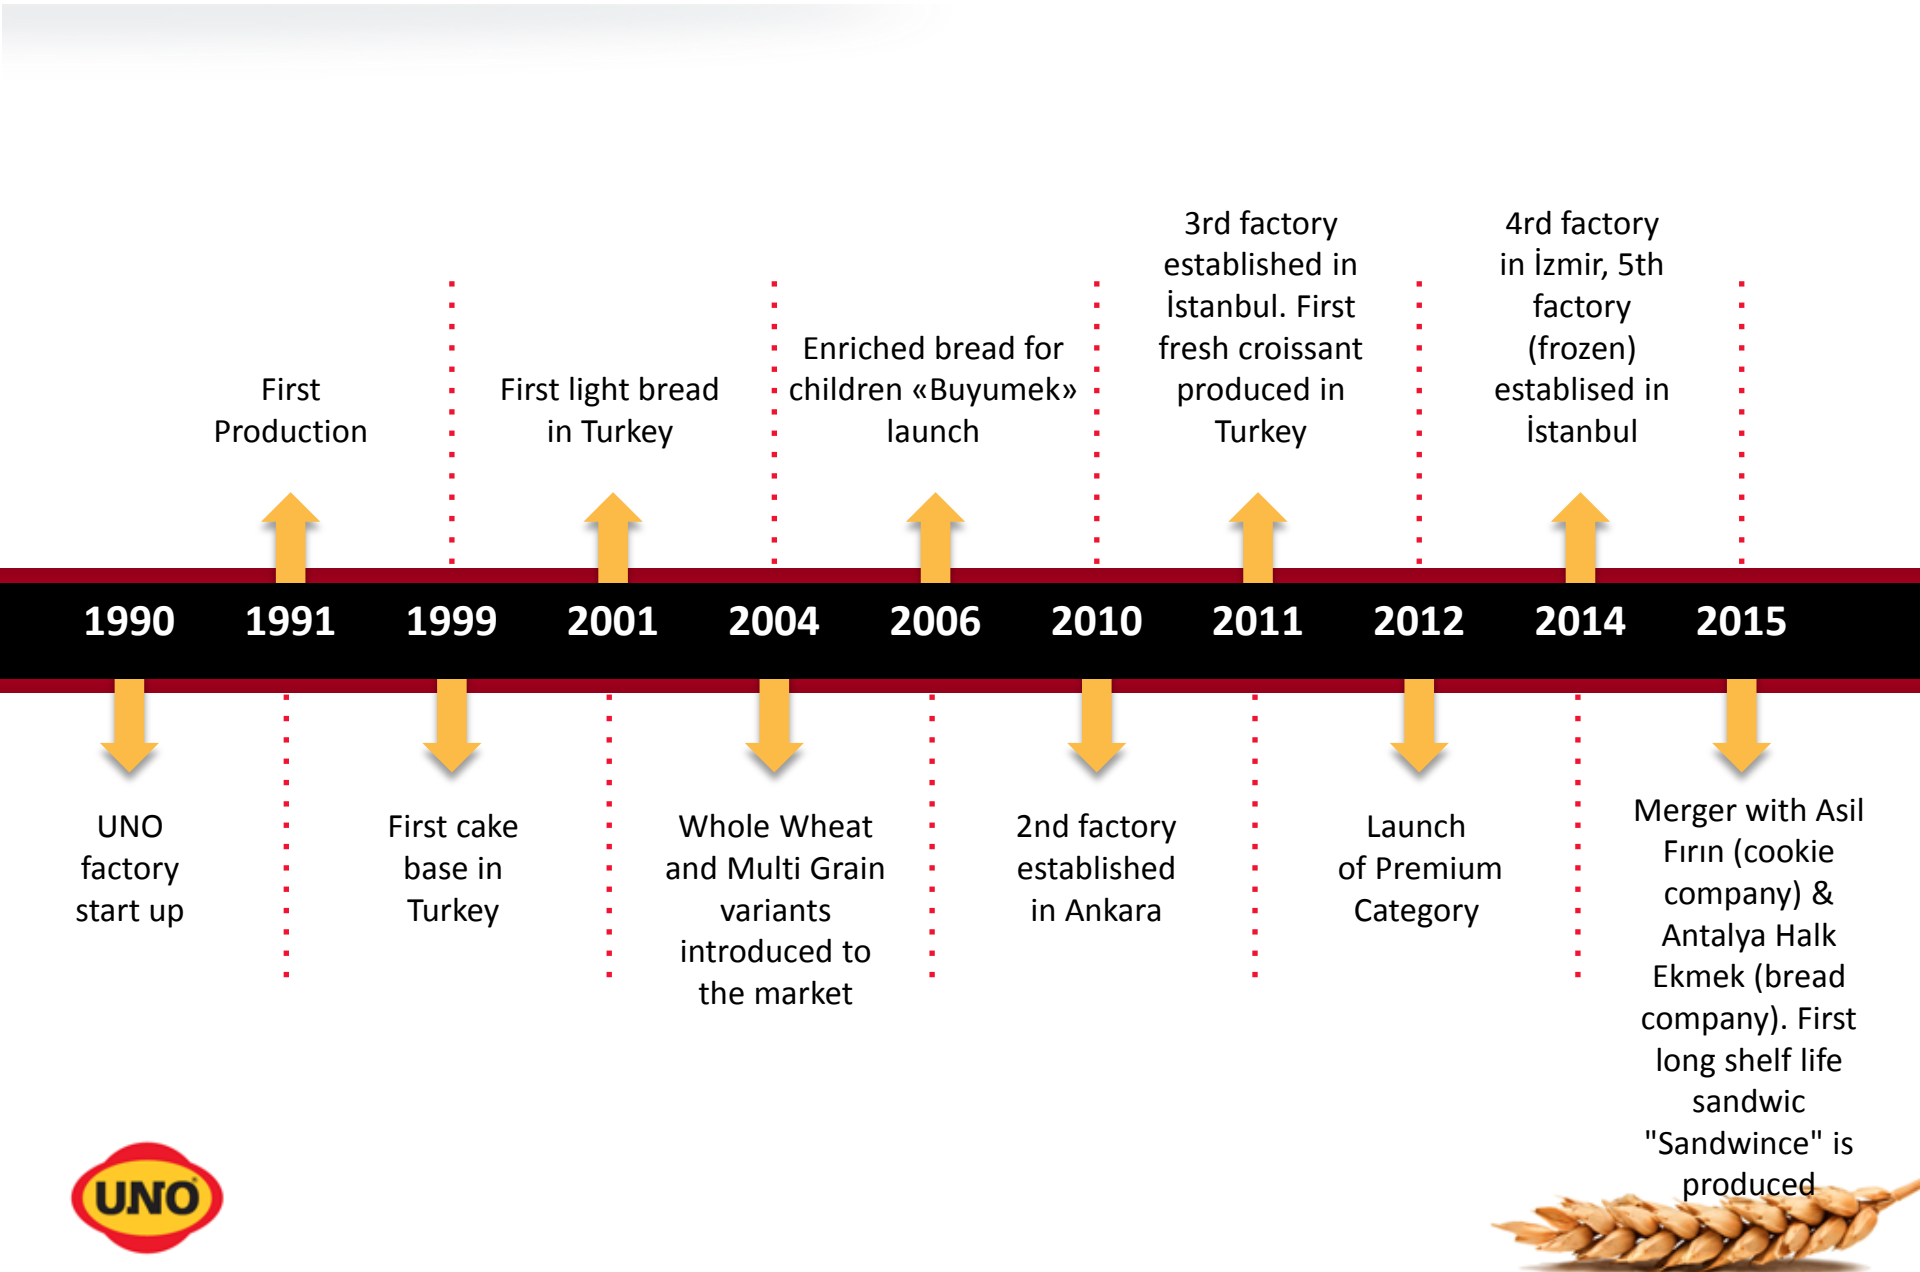 3rd factory
established in
İstanbul. First
fresh croissant
produced in
Turkey
4rd factory
in İzmir, 5th
factory
(frozen)
establised in
İstanbul
Enriched bread for
children «Buyumek»
launch
First
Production
First light bread
in Turkey
1990 1991 1999 2001 2004 2006 2010 2011 2012 2014 2015
UNO
factory
start up
First cake
base in
Turkey
Whole Wheat
and Multi Grain
variants
introduced to
the market
2nd factory
established
in Ankara
Launch
of Premium
Category
Merger with Asil
Fırın (cookie
company) &
Antalya Halk
Ekmek (bread
company). First
long shelf life
sandwic
"Sandwince" is
produced
UNO